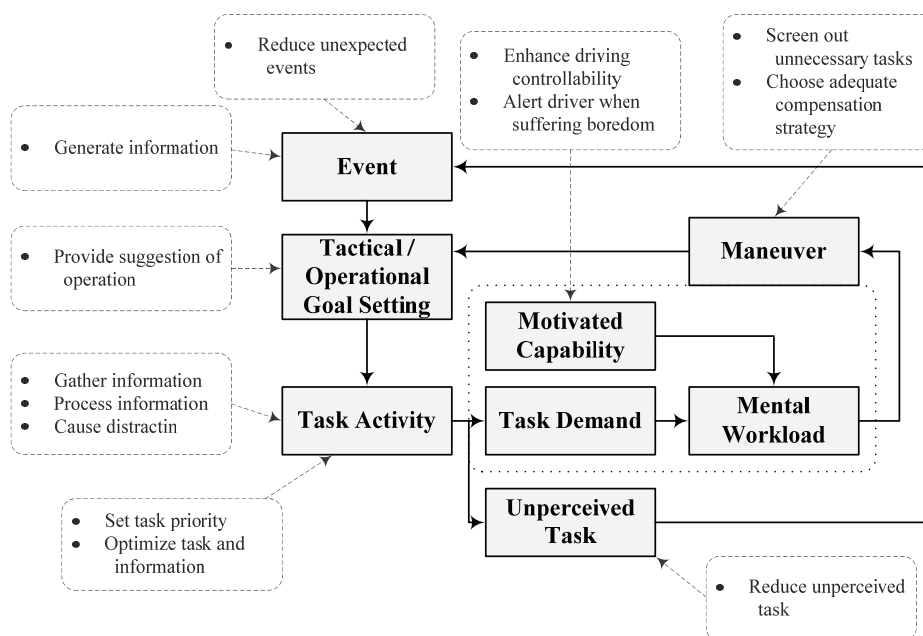 ● Reduce unexpected
events
● Enhance driving
controllability
● Alert driver when
suffering boredom
● Screen out
unnecessary tasks
● Choose adequate
compensation
strategy
● Generate information
Event
● Provide suggestion of
operation
Tactical /
Operational
Goal Setting
Maneuver
Motivated
Capability
● Gather information
● Process information
● Cause distractin
Task Activity
Task Demand
Mental
Workload
● Set task priority
● Optimize task and
information
Unperceived
Task
● Reduce unperceived
task